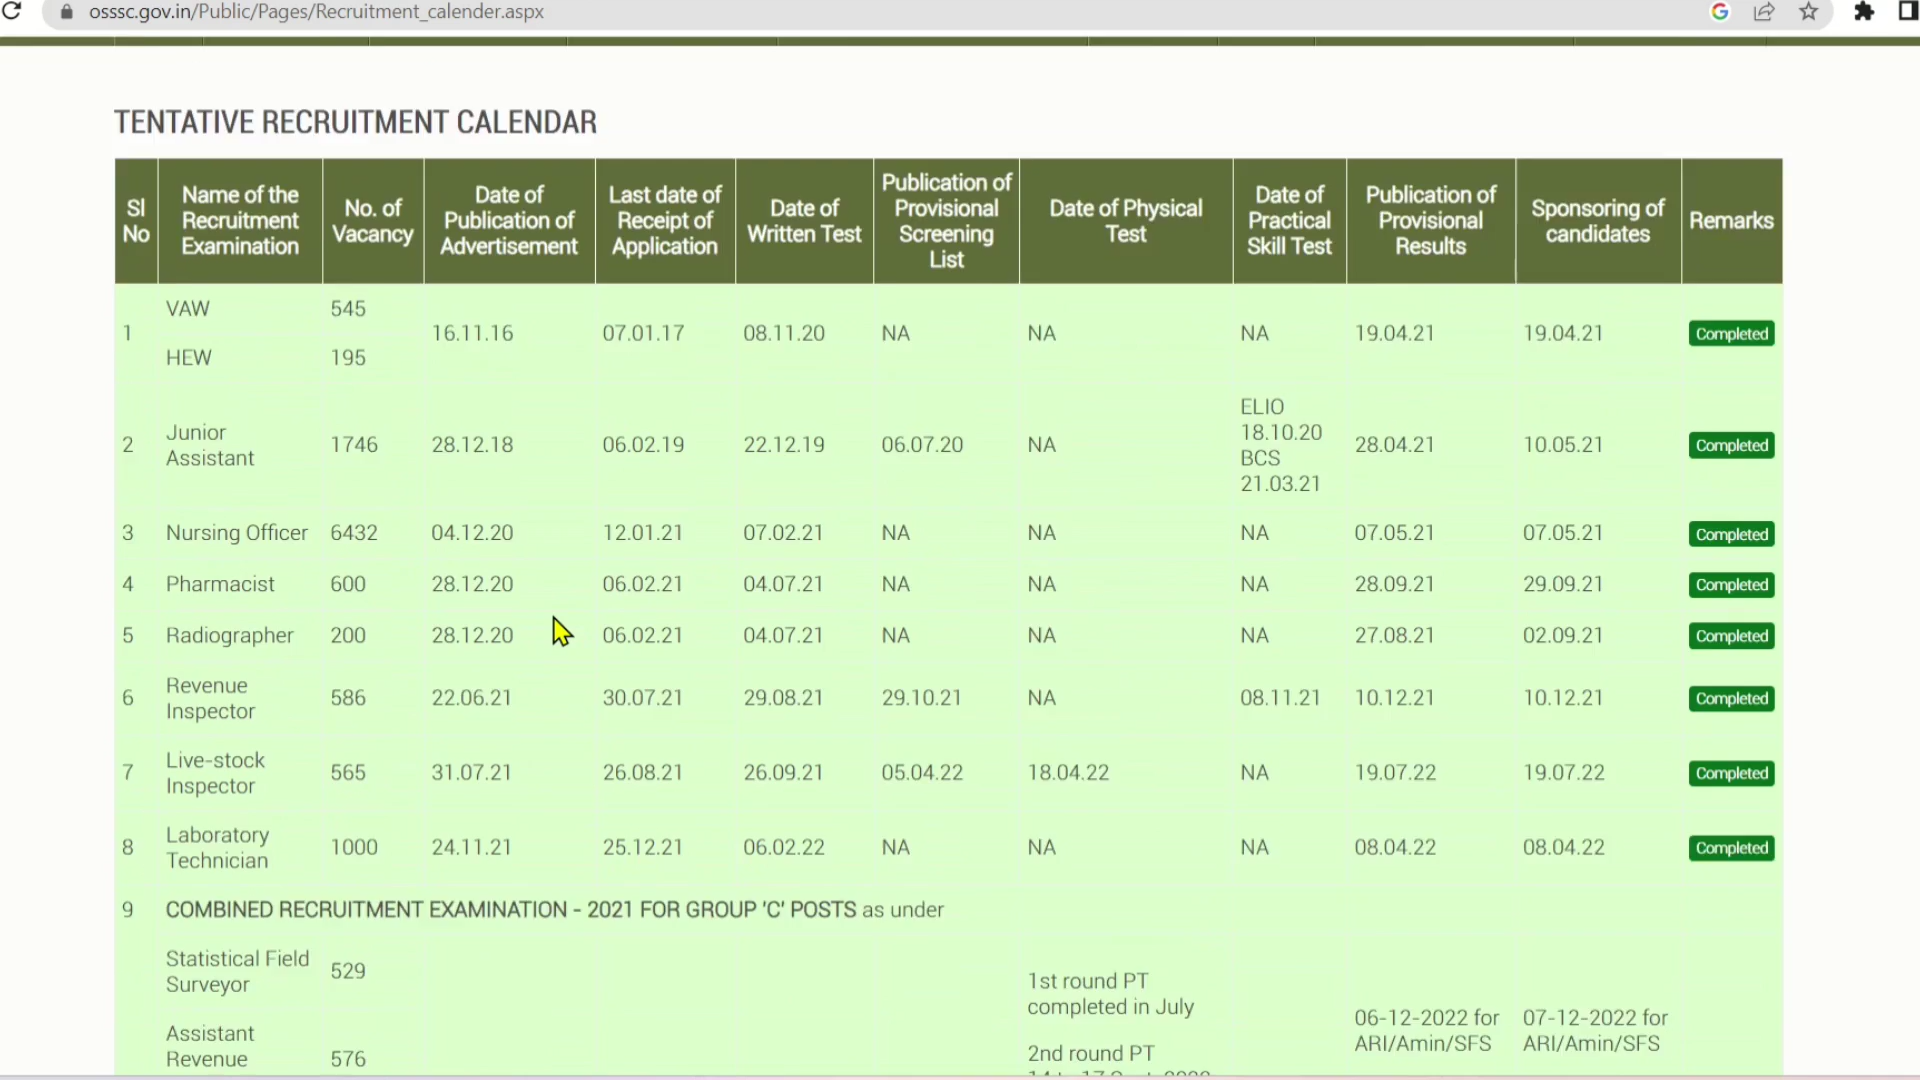 osssc.gov.in/Public/Pages/Recruitment_calender.aspx
TENTATIVE RECRUITMENT CALENDAR
Sl No | Name of the Recruitment Examination | No. of Vacancy | Date of Publication of Advertisement | Last date of Receipt of Application | Date of Written Test | Publication of Provisional Screening List | Date of Physical Test | Date of Practical Skill Test | Publication of Provisional Results | Sponsoring of candidates | Remarks
1 | VAW 545 | 16.11.16 | 07.01.17 | 08.11.20 | NA | NA | NA | 19.04.21 | 19.04.21 | Completed
HEW 195
2 | Junior Assistant | 1746 | 28.12.18 | 06.02.19 | 22.12.19 | 06.07.20 | NA | ELIO 18.10.20 BCS 21.03.21 | 28.04.21 | 10.05.21 | Completed
3 | Nursing Officer | 6432 | 04.12.20 | 12.01.21 | 07.02.21 | NA | NA | NA | 07.05.21 | 07.05.21 | Completed
4 | Pharmacist | 600 | 28.12.20 | 06.02.21 | 04.07.21 | NA | NA | NA | 28.09.21 | 29.09.21 | Completed
5 | Radiographer | 200 | 28.12.20 | 06.02.21 | 04.07.21 | NA | NA | NA | 27.08.21 | 02.09.21 | Completed
6 | Revenue Inspector | 586 | 22.06.21 | 30.07.21 | 29.08.21 | 29.10.21 | NA | 08.11.21 | 10.12.21 | 10.12.21 | Completed
7 | Live-stock Inspector | 565 | 31.07.21 | 26.08.21 | 26.09.21 | 05.04.22 | 18.04.22 | NA | 19.07.22 | 19.07.22 | Completed
8 | Laboratory Technician | 1000 | 24.11.21 | 25.12.21 | 06.02.22 | NA | NA | NA | 08.04.22 | 08.04.22 | Completed
9 | COMBINED RECRUITMENT EXAMINATION - 2021 FOR GROUP 'C' POSTS as under
Statistical Field Surveyor | 529
Assistant Revenue | 576
1st round PT completed in July
2nd round PT
06-12-2022 for ARI/Amin/SFS
07-12-2022 for ARI/Amin/SFS